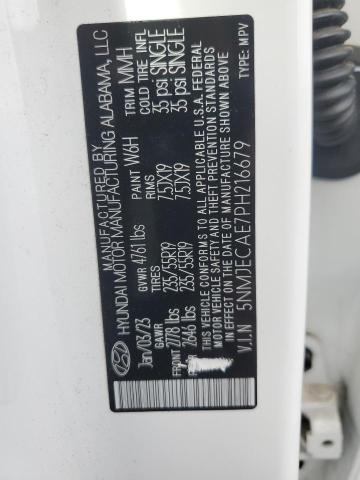 MANUFACTURED BY
HYUNDAI MOTOR MANUFACTURING ALABAMA, LLC
Jan/03/23 GVWR 4761 lbs PAINT W6H TRIM MMH
GAWR TIRES RIMS COLD TIRE INFL
FRONT 2778 lbs 235/55R19 7.5JX19 35 psi SINGLE
REAR 2646 lbs 235/55R19 7.5JX19 35 psi SINGLE
THIS VEHICLE CONFORMS TO ALL APPLICABLE U.S.A. FEDERAL
MOTOR VEHICLE SAFETY AND THEFT PREVENTION STANDARDS
IN EFFECT ON THE DATE OF MANUFACTURE SHOWN ABOVE.
V.I.N 5NMJECAE7PH216679 TYPE: MPV